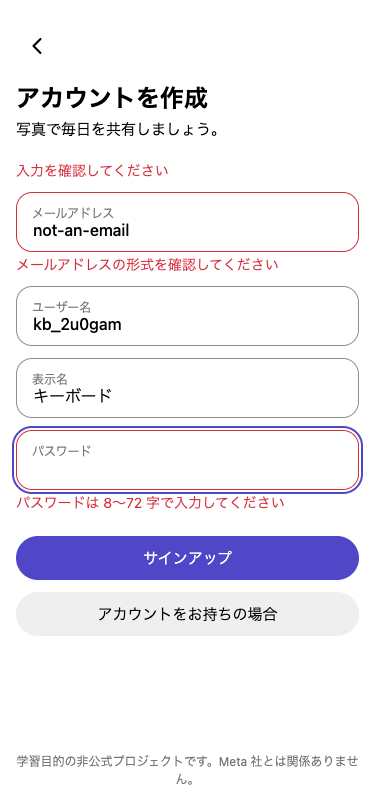 アカウントを作成
写真で毎日を共有しましょう。
入力を確認してください
メールアドレス
not-an-email
メールアドレスの形式を確認してください
ユーザー名
kb_2u0gam
表示名
キーボード
パスワード
パスワードは 8〜72 字で入力してください
サインアップ
アカウントをお持ちの場合
学習目的の非公式プロジェクトです。Meta 社とは関係ありませ
ん。